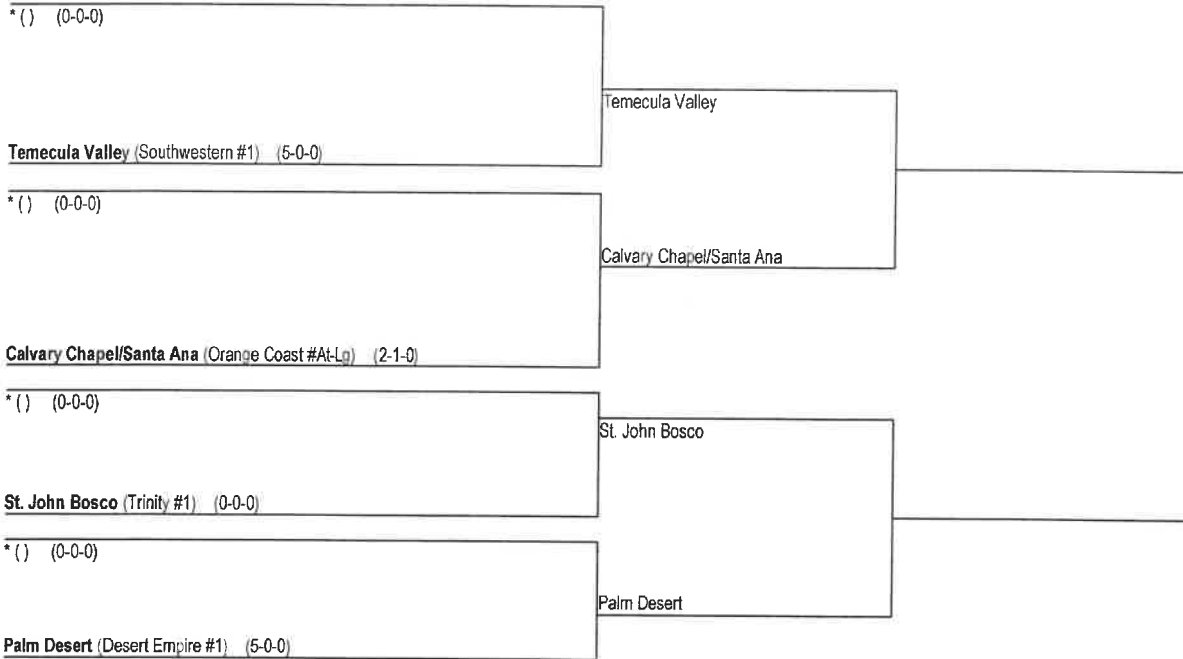 * ( ) (0-0-0)
Temecula Valley
Temecula Valley (Southwestern #1) (5-0-0)
* ( ) (0-0-0)
Calvary Chapel/Santa Ana
Calvary Chapel/Santa Ana (Orange Coast #At-Lg) (2-1-0)
* ( ) (0-0-0)
St. John Bosco
St. John Bosco (Trinity #1) (0-0-0)
* ( ) (0-0-0)
Palm Desert
Palm Desert (Desert Empire #1) (5-0-0)